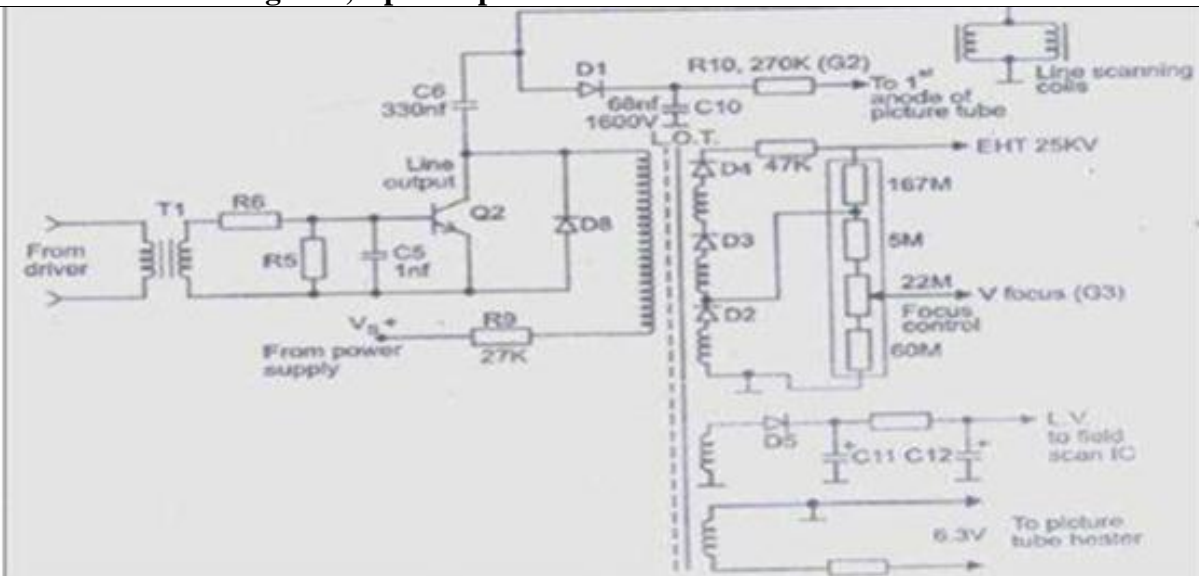 D1
R10, 270K (G2)
To 1st
anode of
picture tube
Line scanning
coils
C6
330nf
68nf
1600V
C10
L.O.T.
D4
47K
EHT 25KV
167M
Line
output
T1
R6
Q2
D8
D3
5M
From
driver
R5
C5
1nf
22M
V focus (G3)
Focus
control
D2
Vs +
R9
27K
From power
supply
60M
D5
C11
C12
L.V.
to field
scan IC
6.3V
To picture
tube heater